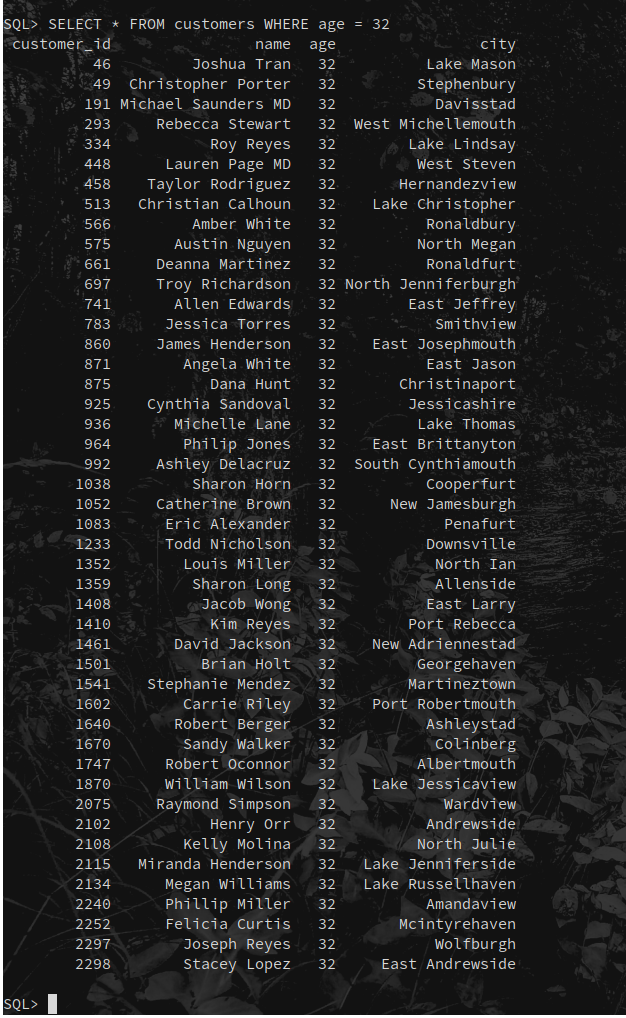 SQL> SELECT * FROM customers WHERE age = 32
customer_id name age city
46 Joshua Tran 32 Lake Mason
49 Christopher Porter 32 Stephenbury
191 Michael Saunders MD 32 Davisstad
293 Rebecca Stewart 32 West Michellemouth
334 Roy Reyes 32 Lake Lindsay
448 Lauren Page MD 32 West Steven
458 Taylor Rodriguez 32 Hernandezview
513 Christian Calhoun 32 Lake Christopher
566 Amber White 32 Ronaldbury
575 Austin Nguyen 32 North Megan
661 Deanna Martinez 32 Ronaldfurt
697 Troy Richardson 32 North Jenniferburgh
741 Allen Edwards 32 East Jeffrey
783 Jessica Torres 32 Smithview
860 James Henderson 32 East Josephmouth
871 Angela White 32 East Jason
875 Dana Hunt 32 Christinaport
925 Cynthia Sandoval 32 Jessicashire
936 Michelle Lane 32 Lake Thomas
964 Philip Jones 32 East Brittanyton
992 Ashley Delacruz 32 South Cynthiamouth
1038 Sharon Horn 32 Cooperfurt
1052 Catherine Brown 32 New Jamesburgh
1083 Eric Alexander 32 Penafurt
1233 Todd Nicholson 32 Downsville
1352 Louis Miller 32 North Ian
1359 Sharon Long 32 Allenside
1408 Jacob Wong 32 East Larry
1410 Kim Reyes 32 Port Rebecca
1461 David Jackson 32 New Adriennestad
1501 Brian Holt 32 Georgehaven
1541 Stephanie Mendez 32 Martineztown
1602 Carrie Riley 32 Port Robertmouth
1640 Robert Berger 32 Ashleystad
1670 Sandy Walker 32 Colinberg
1747 Robert Oconnor 32 Albertmouth
1870 William Wilson 32 Lake Jessicaview
2075 Raymond Simpson 32 Wardview
2102 Henry Orr 32 Andrewside
2108 Kelly Molina 32 North Julie
2115 Miranda Henderson 32 Lake Jenniferside
2134 Megan Williams 32 Lake Russellhaven
2240 Phillip Miller 32 Amandaview
2252 Felicia Curtis 32 Mcintyrehaven
2297 Joseph Reyes 32 Wolfburgh
2298 Stacey Lopez 32 East Andrewside
SQL>